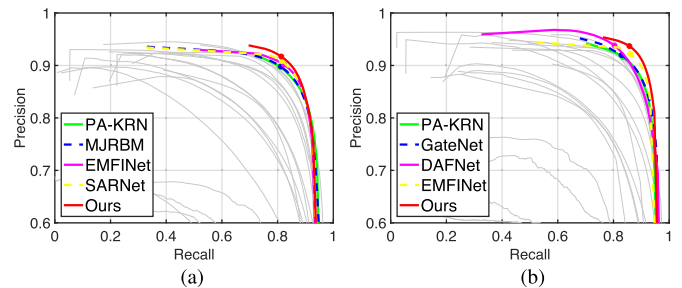 1
0.9
0.8
0.7
0.6
Precision
PA-KRN
MJRBM
EMFINet
SARNet
Ours
0 0.2 0.4 0.6 0.8 1
Recall
(a)
1
0.9
0.8
0.7
0.6
Precision
PA-KRN
GateNet
DAFNet
EMFINet
Ours
0 0.2 0.4 0.6 0.8 1
Recall
(b)